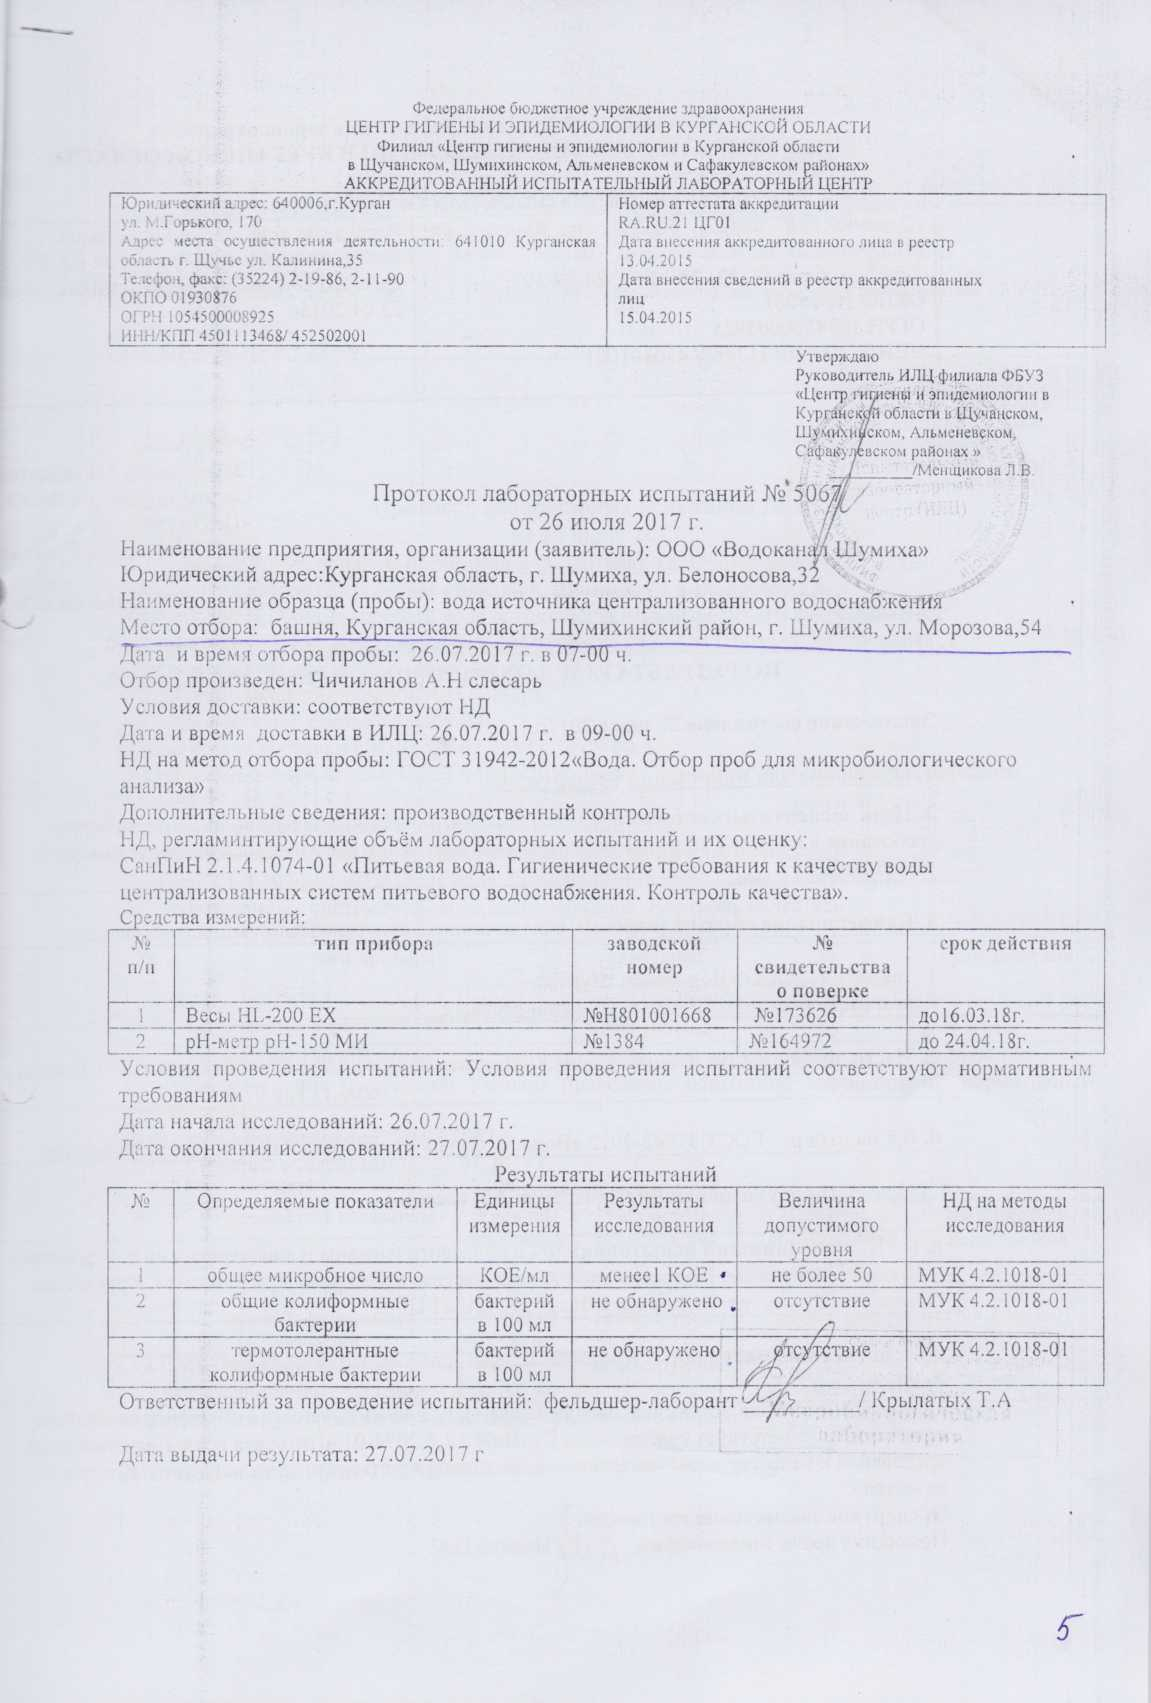 Федеральное бюджетное учреждение здравоохранения
ЦЕНТР ГИГИЕНЫ И ЭПИДЕМИОЛОГИИ В КУРГАНСКОЙ ОБЛАСТИ
Филиал «Центр гигиены и эпидемиологии в Курганской области
в Щучанском, Шумихинском, Альменевском и Сафакулевском районах»
АККРЕДИТОВАННЫЙ ИСПЫТАТЕЛЬНЫЙ ЛАБОРАТОРНЫЙ ЦЕНТР
Юридический адрес: 640006,г.Курган
ул. М.Горького, 170
Адрес места осуществления деятельности: 641010 Курганская
область г. Щучье ул. Калинина,35
Телефон, факс: (35224) 2-19-86, 2-11-90
ОКПО 01930876
ОГРН 1054500008925
ИНН/КПП 4501113468/ 452502001
Номер аттестата аккредитации
RA.RU.21 ЦГ01
Дата внесения аккредитованного лица в реестр
13.04.2015
Дата внесения сведений в реестр аккредитованных
лиц
15.04.2015
Утверждаю
Руководитель ИЛЦ филиала ФБУЗ
«Центр гигиены и эпидемиологии в
Курганской области в Щучанском,
Шумихинском, Альменевском,
Сафакулевском районах »
/Менщикова Л.В.
Протокол лабораторных испытаний № 5067
от 26 июля 2017 г.
Наименование предприятия, организации (заявитель): ООО «Водоканал Шумиха»
Юридический адрес:Курганская область, г. Шумиха, ул. Белоносова,32
Наименование образца (пробы): вода источника централизованного водоснабжения
Место отбора: башня, Курганская область, Шумихинский район, г. Шумиха, ул. Морозова,54
Дата и время отбора пробы: 26.07.2017 г. в 07-00 ч.
Отбор произведен: Чичиланов А.Н слесарь
Условия доставки: соответствуют НД
Дата и время доставки в ИЛЦ: 26.07.2017 г. в 09-00 ч.
НД на метод отбора пробы: ГОСТ 31942-2012«Вода. Отбор проб для микробиологического
анализа»
Дополнительные сведения: производственный контроль
НД, регламинтирующие объём лабораторных испытаний и их оценку:
СанПиН 2.1.4.1074-01 «Питьевая вода. Гигиенические требования к качеству воды
централизованных систем питьевого водоснабжения. Контроль качества».
Средства измерений:
№ п/п тип прибора заводской номер № свидетельства о поверке срок действия
1 Весы HL-200 EX №Н801001668 №173626 до16.03.18г.
2 рН-метр рН-150 МИ №1384 №164972 до 24.04.18г.
Условия проведения испытаний: Условия проведения испытаний соответствуют нормативным
требованиям
Дата начала исследований: 26.07.2017 г.
Дата окончания исследований: 27.07.2017 г.
Результаты испытаний
№ Определяемые показатели Единицы измерения Результаты исследования Величина допустимого уровня НД на методы исследования
1 общее микробное число КОЕ/мл менее1 КОЕ не более 50 МУК 4.2.1018-01
2 общие колиформные бактерии бактерий в 100 мл не обнаружено отсутствие МУК 4.2.1018-01
3 термотолерантные колиформные бактерии бактерий в 100 мл не обнаружено отсутствие МУК 4.2.1018-01
Ответственный за проведение испытаний: фельдшер-лаборант / Крылатых Т.А
Дата выдачи результата: 27.07.2017 г
5